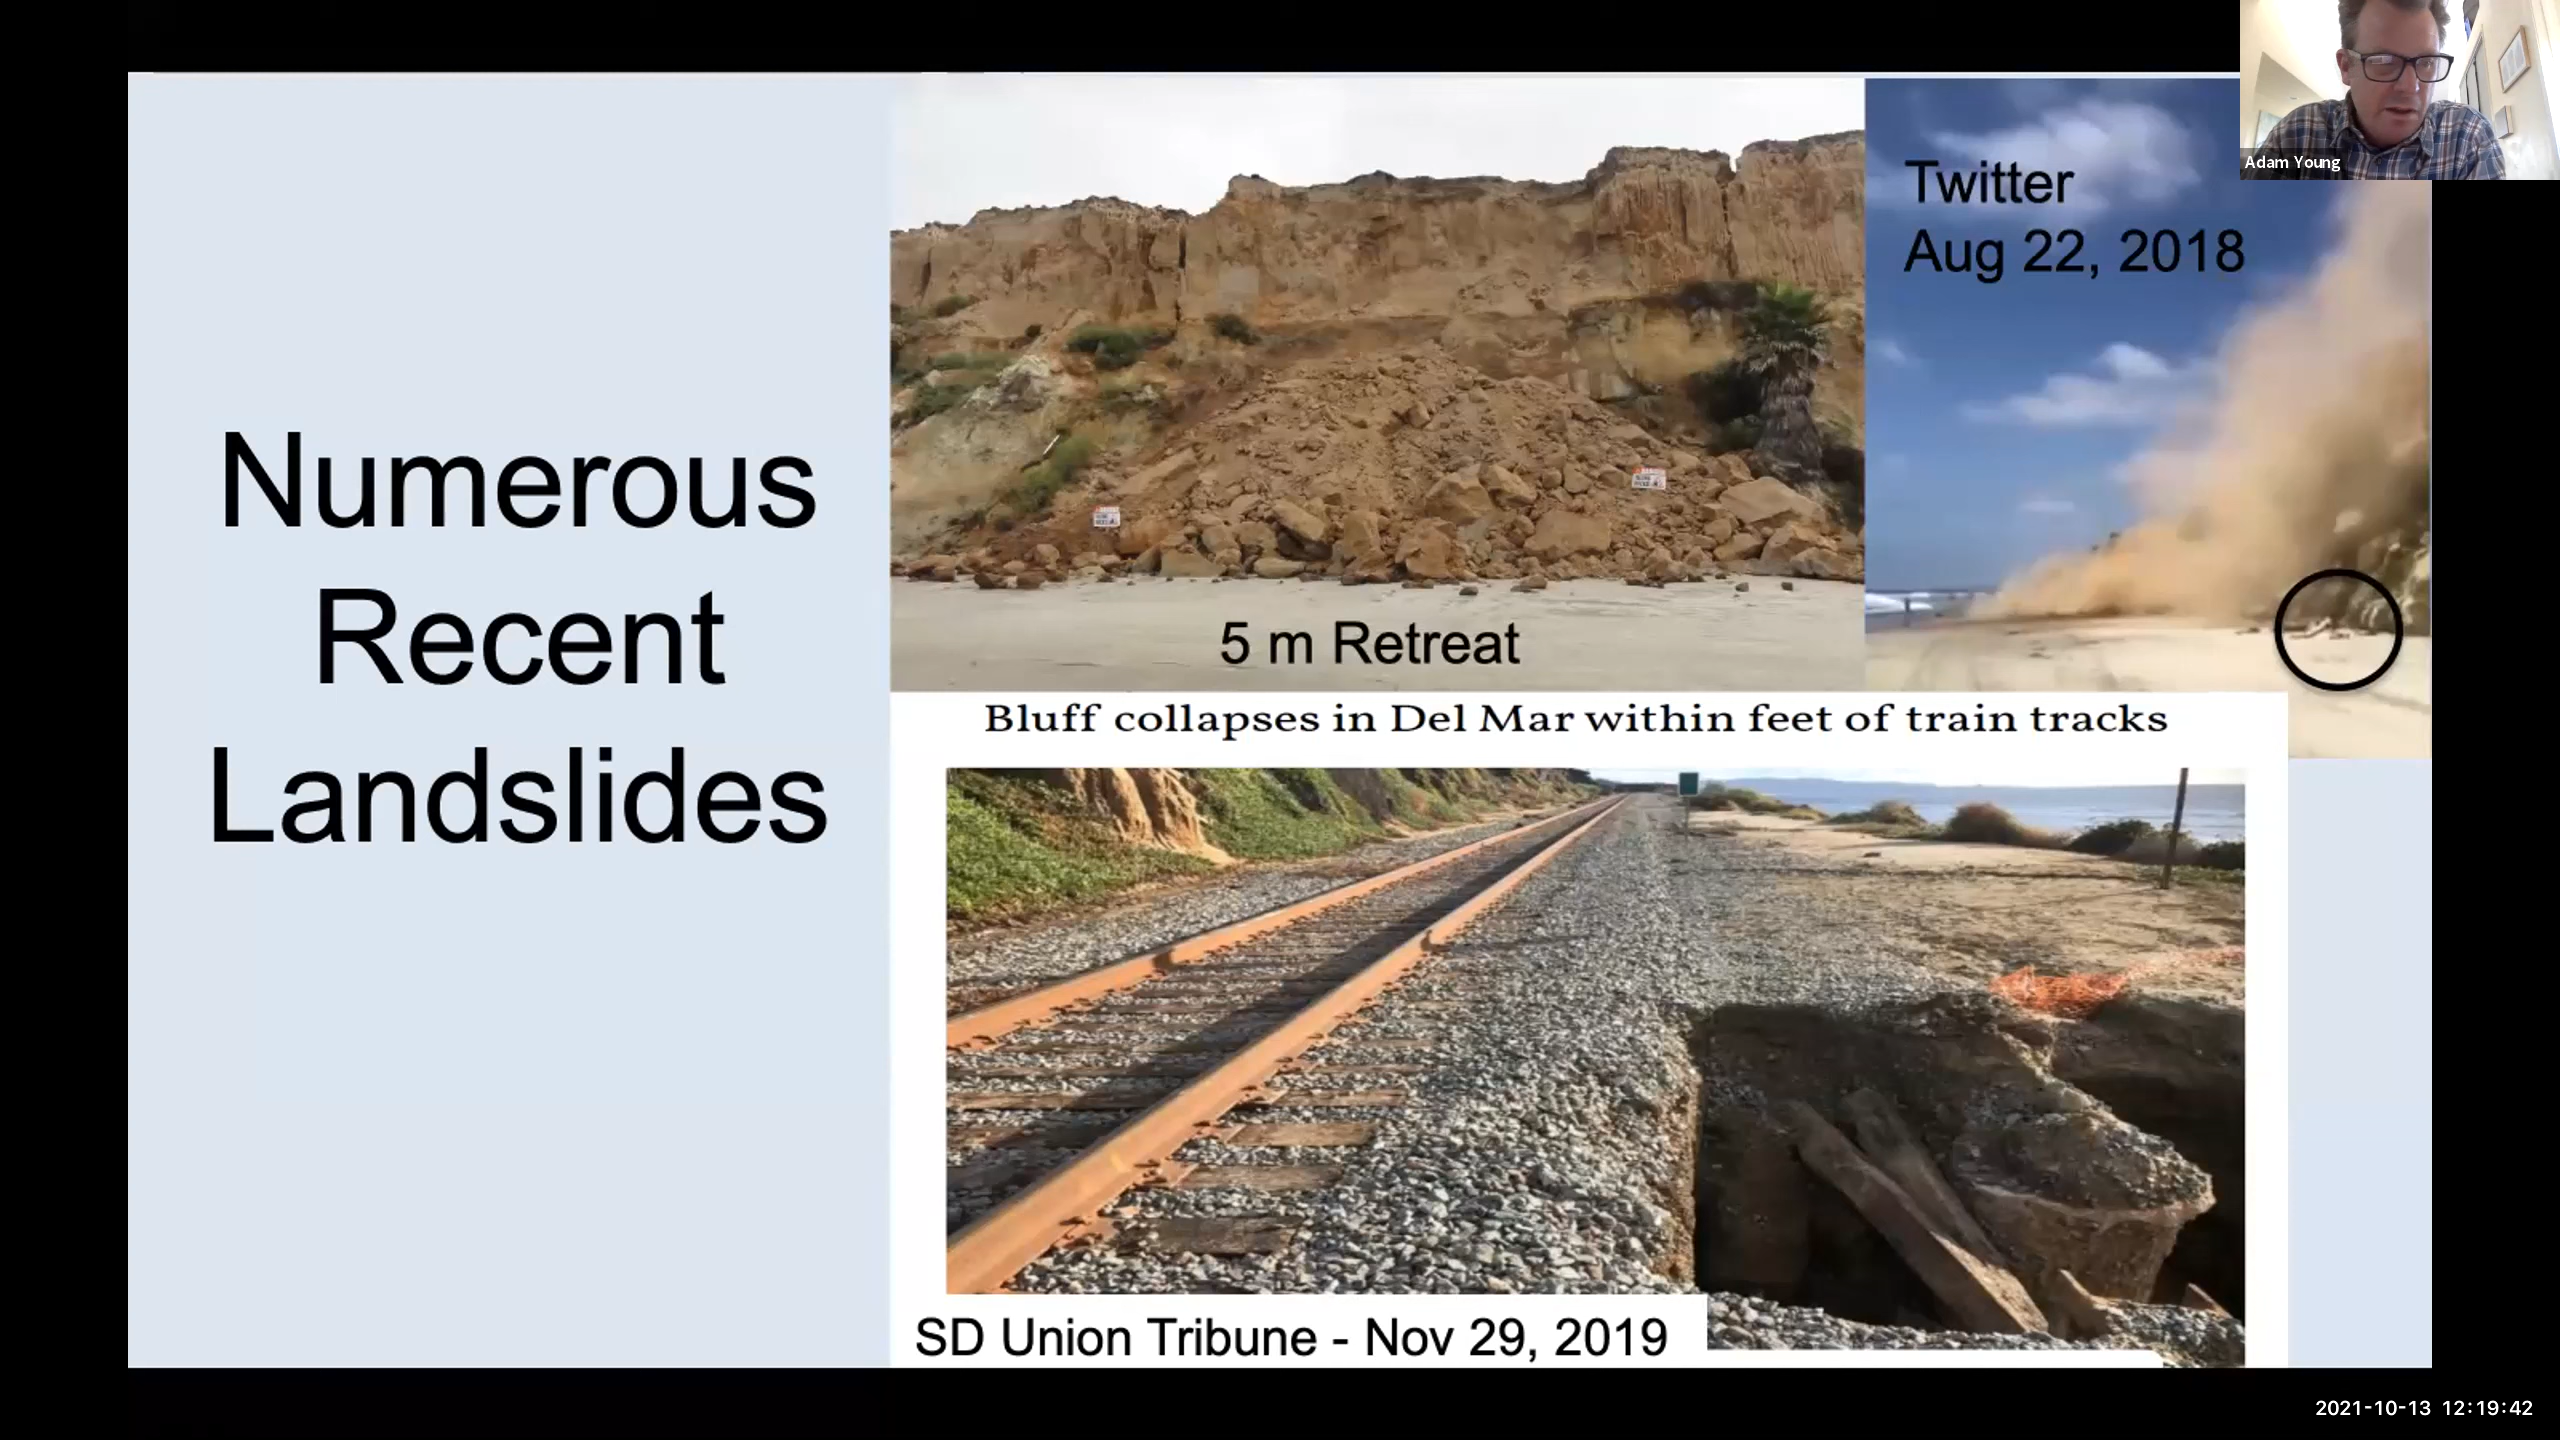 Numerous
Recent
Landslides
5 m Retreat
Twitter
Aug 22, 2018
Adam Young
Bluff collapses in Del Mar within feet of train tracks
SD Union Tribune - Nov 29, 2019
2021-10-13 12:19:42